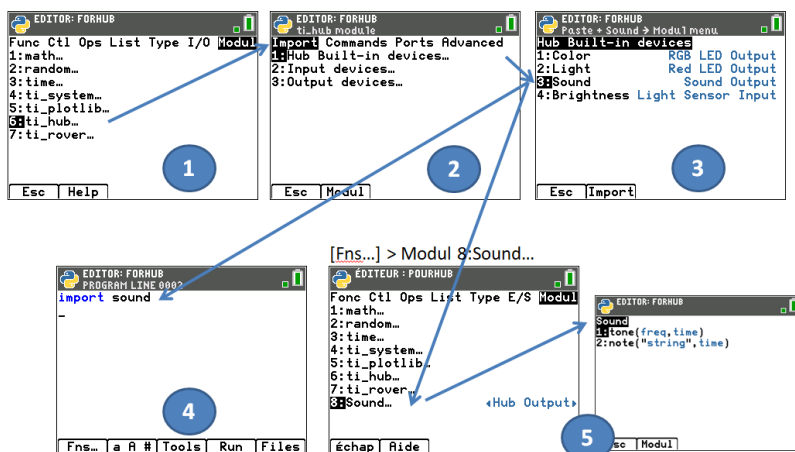 EDITOR: FORHUB
Func Ctl Ops List Type I/O Modul
1:math…
2:random…
3:time…
4:ti_system…
5:ti_plotlib…
6:ti_hub…
7:ti_rover…
1
Esc Help
EDITOR: FORHUB
ti_hub module
Import Commands Ports Advanced
1:Hub Built-in devices…
2:Input devices…
3:Output devices…
2
Esc Modul
EDITOR: FORHUB
Paste + Sound → Modul menu
Hub Built-in devices
1:Color RGB LED Output
2:Light Red LED Output
3:Sound Sound Output
4:Brightness Light Sensor Input
3
Esc Import
EDITOR: FORHUB
PROGRAM LINE 0002
import sound
4
Fns… a A # Tools Run Files
[Fns…] > Modul 8:Sound…
ÉDITEUR : POURHUB
Fonc Ctl Ops List Type E/S Modul
1:math…
2:random…
3:time…
4:ti_system…
5:ti_plotlib…
6:ti_hub…
7:ti_rover…
8:Sound… ◂Hub Output▸
échap Aide
5
EDITOR: FORHUB
Sound
1:tone(freq,time)
2:note("string",time)
sc Modul